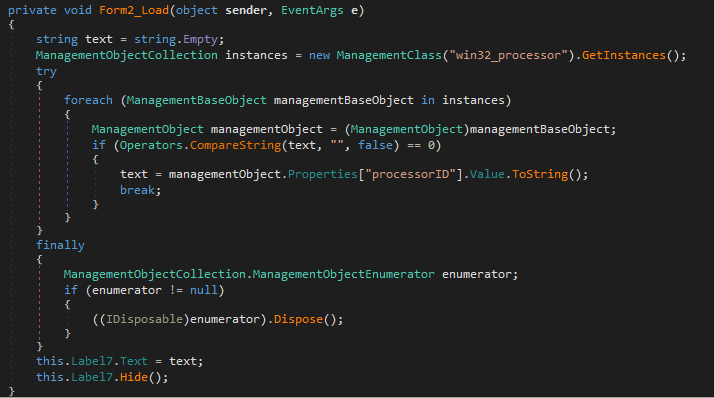 private void Form2_Load(object sender, EventArgs e)
{
    string text = string.Empty;
    ManagementObjectCollection instances = new ManagementClass("win32_processor").GetInstances();
    try
    {
        foreach (ManagementBaseObject managementBaseObject in instances)
        {
            ManagementObject managementObject = (ManagementObject)managementBaseObject;
            if (Operators.CompareString(text, "", false) == 0)
            {
                text = managementObject.Properties["processorID"].Value.ToString();
                break;
            }
        }
    }
    finally
    {
        ManagementObjectCollection.ManagementObjectEnumerator enumerator;
        if (enumerator != null)
        {
            ((IDisposable)enumerator).Dispose();
        }
    }
    this.Label7.Text = text;
    this.Label7.Hide();
}